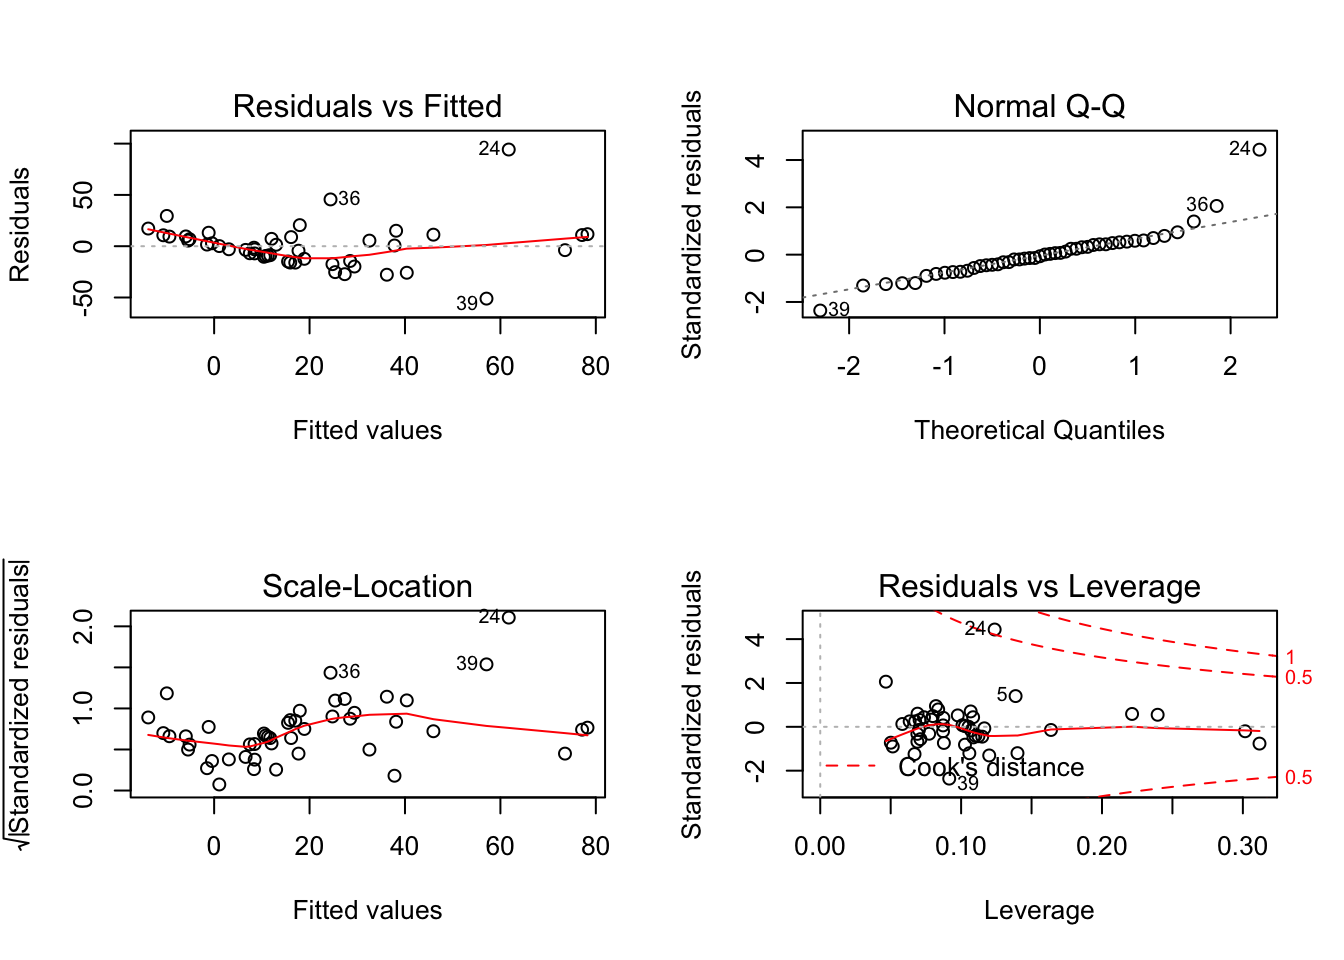 Residuals vs Fitted
Residuals
50
0
-50
24
36
39
0 20 40 60 80
Fitted values
Normal Q-Q
Standardized residuals
4
2
0
-2
24
36
39
-2 -1 0 1 2
Theoretical Quantiles
Scale-Location
√|Standardized residuals|
2.0
1.0
0.0
24
39
36
0 20 40 60 80
Fitted values
Residuals vs Leverage
Standardized residuals
4
2
0
-2
24
5
39
1
0.5
0.5
Cook's distance
0.00 0.10 0.20 0.30
Leverage